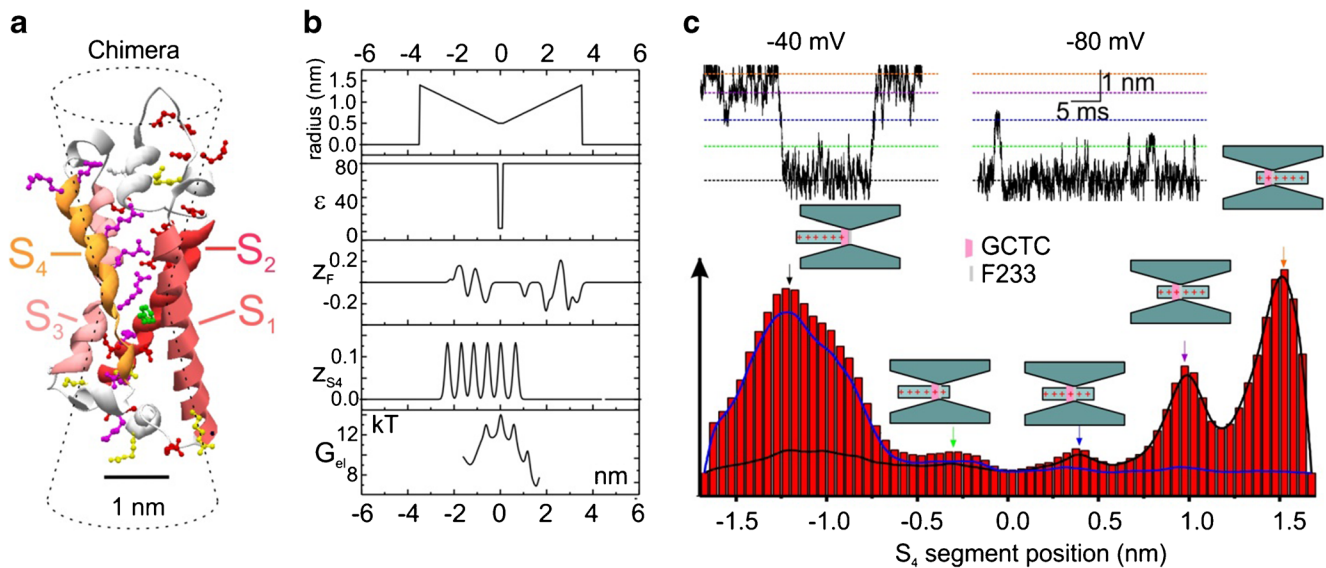 a
Chimera
S4
S2
S3
S1
1 nm
b
-6 -4 -2 0 2 4 6
radius (nm)
1.5
1.0
0.5
0.0
ε
80
40
0
ZF
0.2
-0.2
ZS4
0.1
0.0
kT
Gel
12
8
nm
-6 -4 -2 0 2 4 6
c
-40 mV
-80 mV
1 nm
5 ms
GCTC
F233
-1.5 -1.0 -0.5 0.0 0.5 1.0 1.5
S4 segment position (nm)